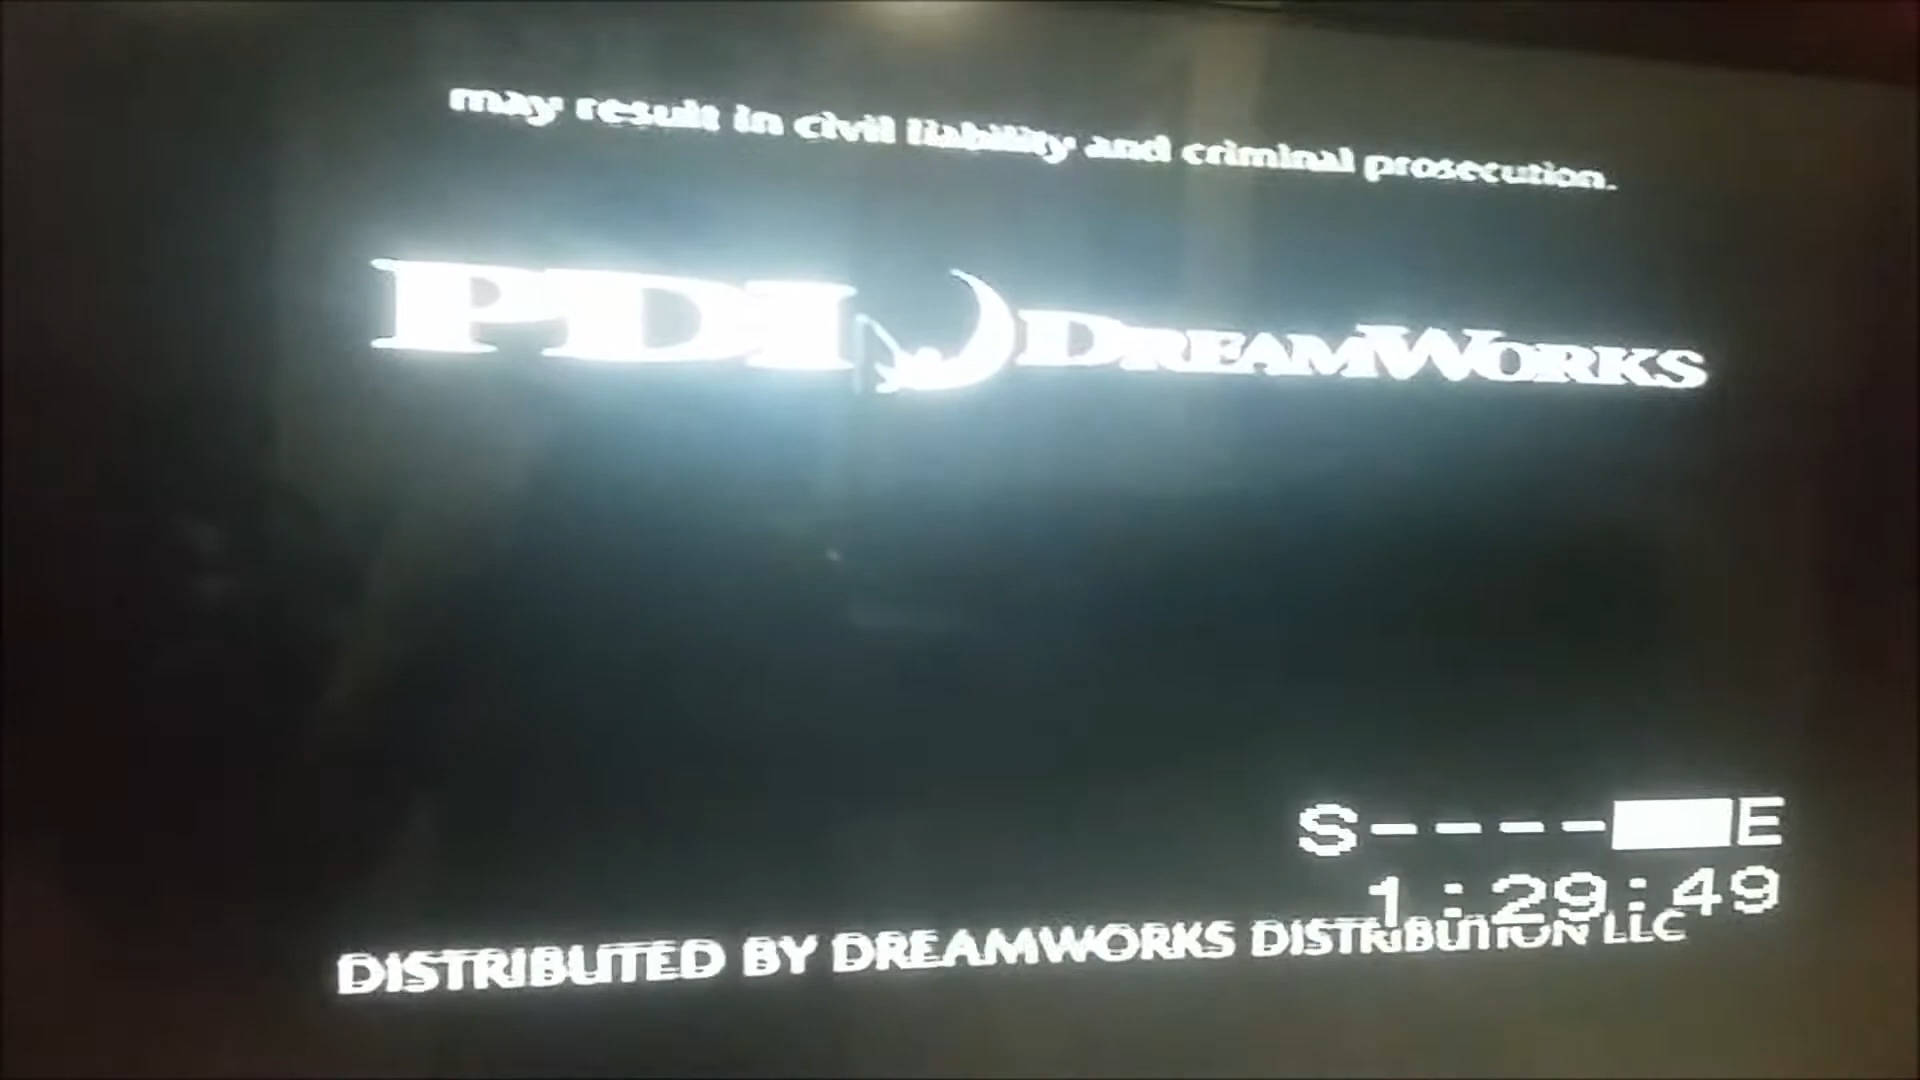 may result in civil liability and criminal prosecution.
PDI DREAMWORKS
S----E
1:29:49
DISTRIBUTED BY DREAMWORKS DISTRIBUTION LLC